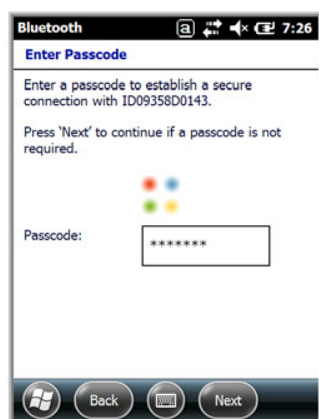 Bluetooth a 7:26
Enter Passcode
Enter a passcode to establish a secure
connection with ID09358D0143.
Press 'Next' to continue if a passcode is not
required.
Passcode: *******
Back Next